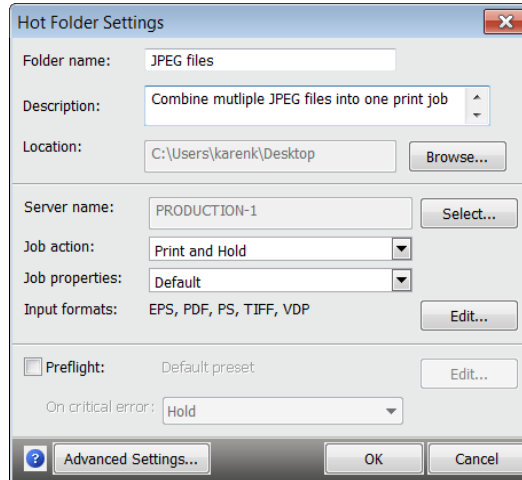 Hot Folder Settings
Folder name: JPEG files
Description: Combine mutliple JPEG files into one print job
Location: C:\Users\karenk\Desktop Browse...
Server name: PRODUCTION-1 Select...
Job action: Print and Hold
Job properties: Default
Input formats: EPS, PDF, PS, TIFF, VDP Edit...
Preflight: Default preset Edit...
On critical error: Hold
? Advanced Settings... OK Cancel